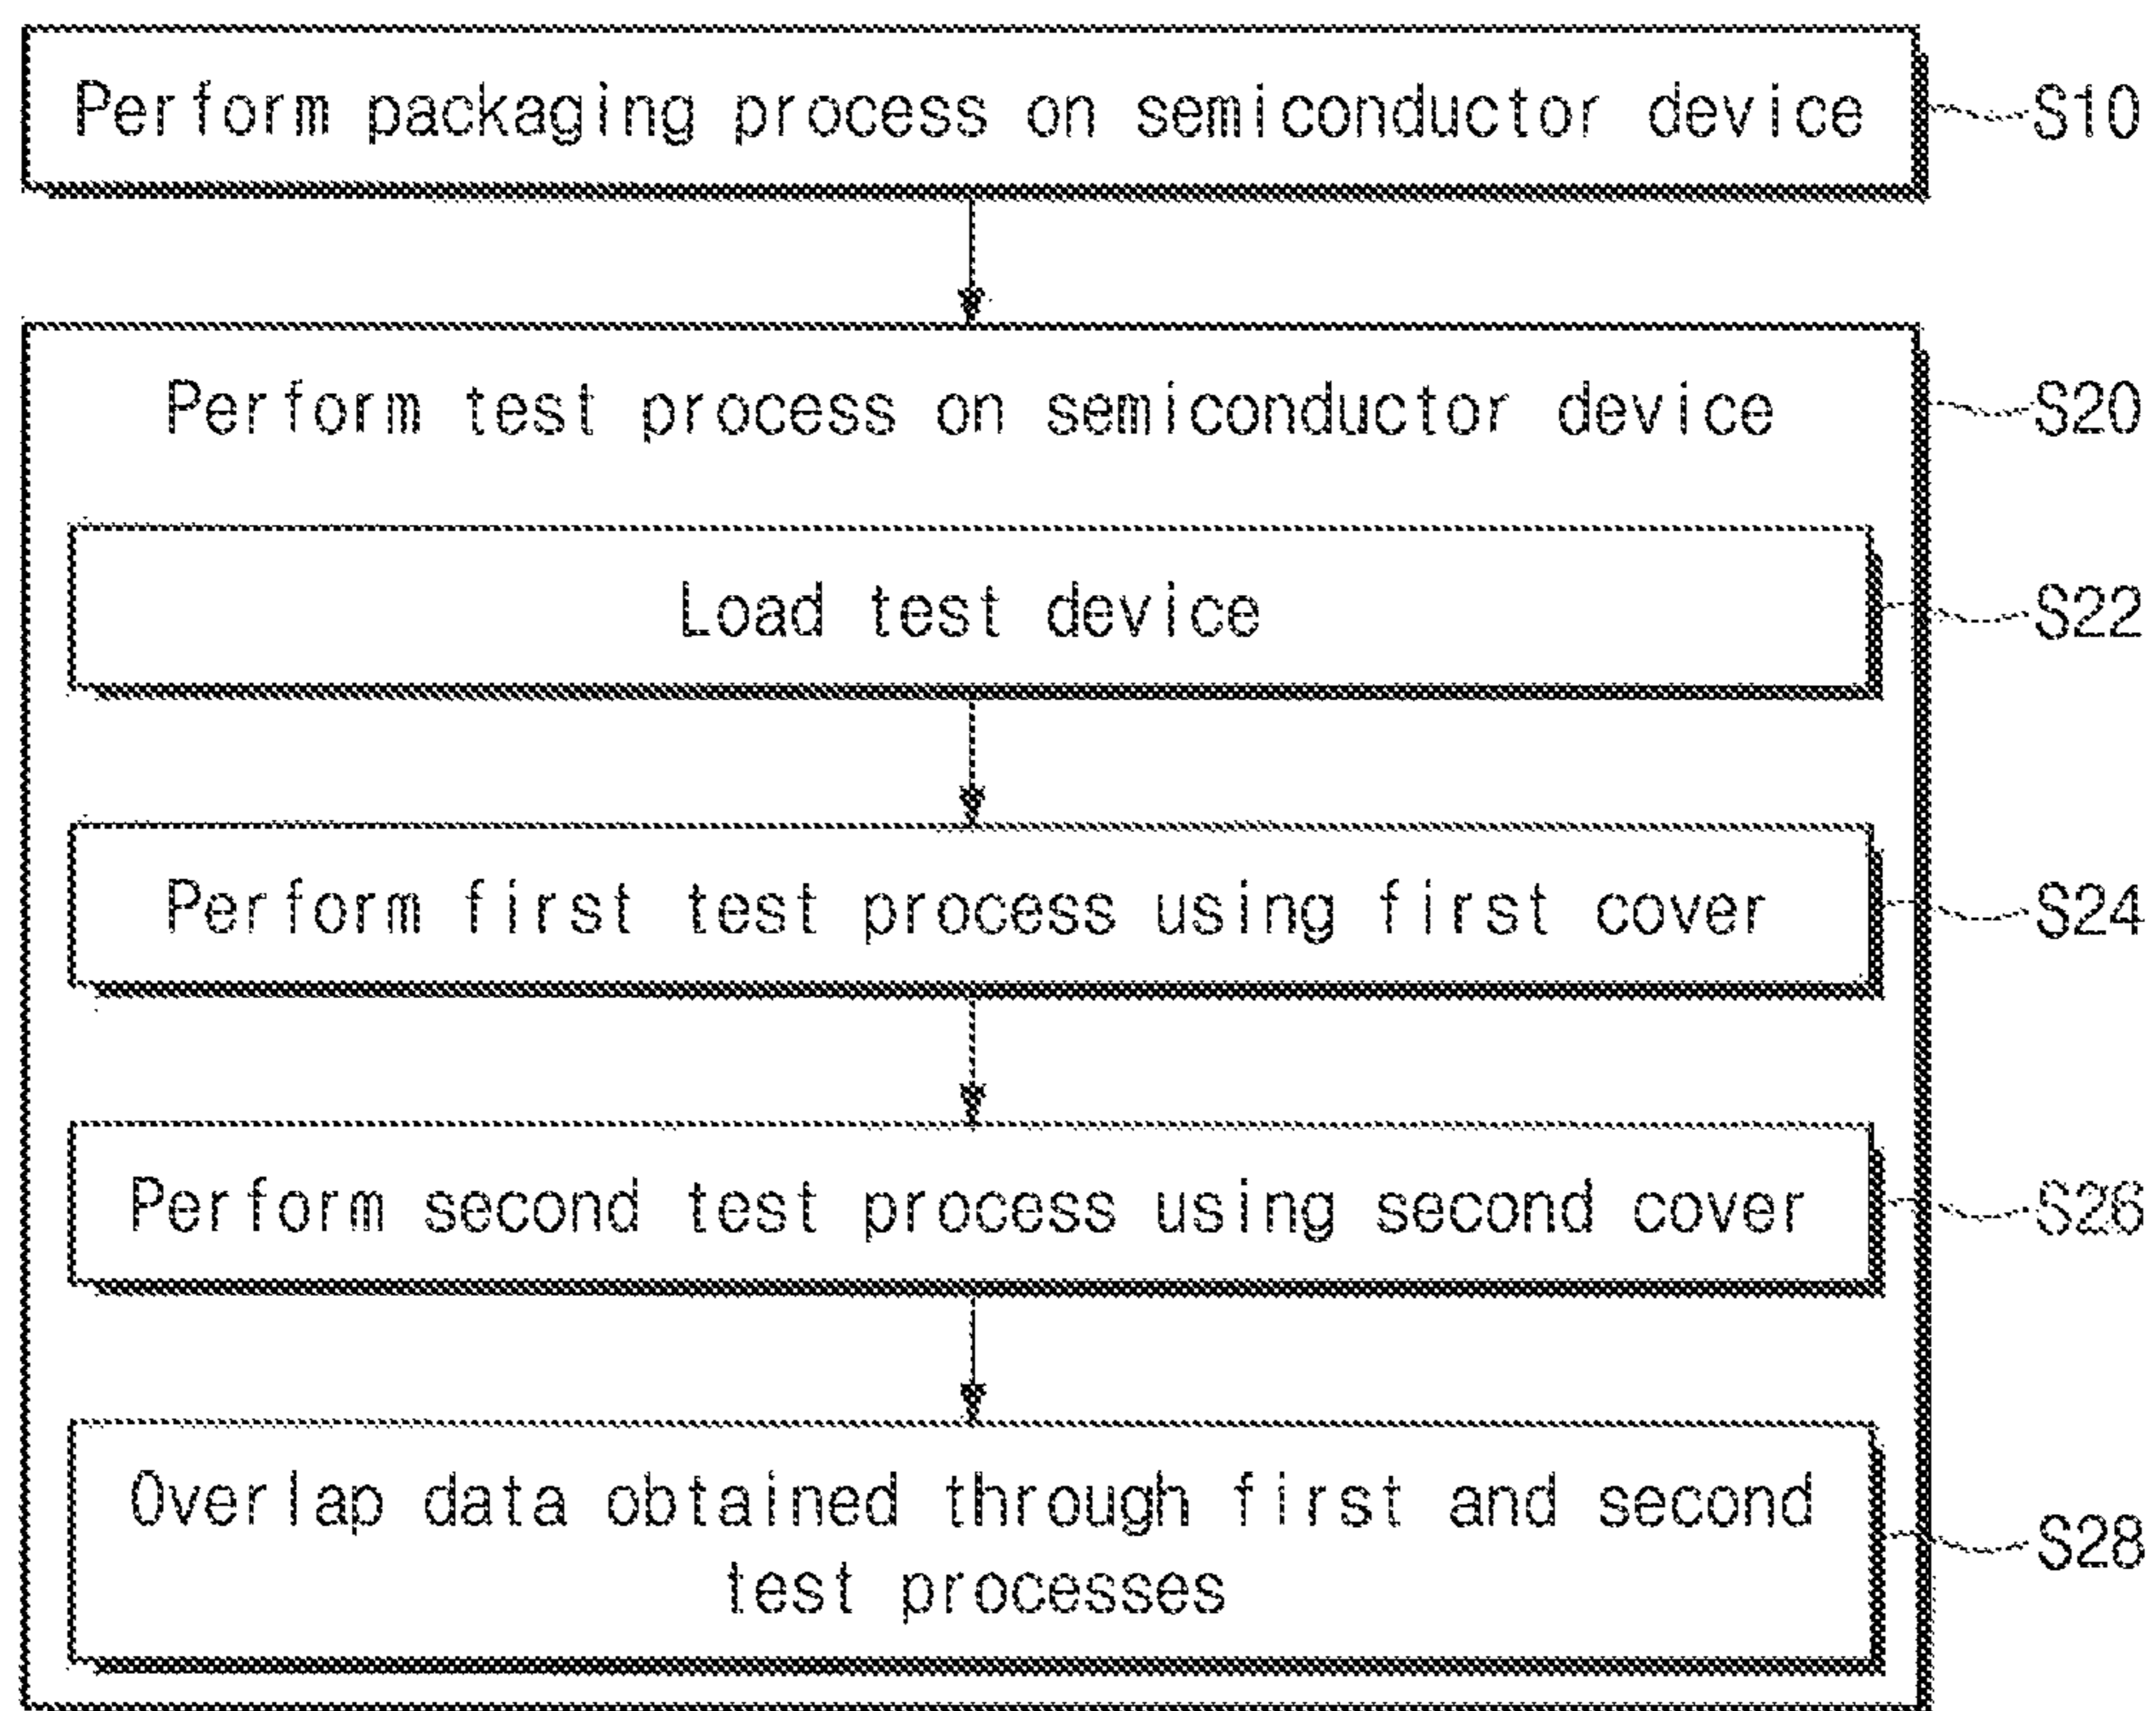 Perform packaging process on semiconductor device
S10
Perform test process on semiconductor device
S20
Load test device
S22
Perform first test process using first cover
S24
Perform second test process using second cover
S26
Overlap data obtained through first and second
test processes
S28